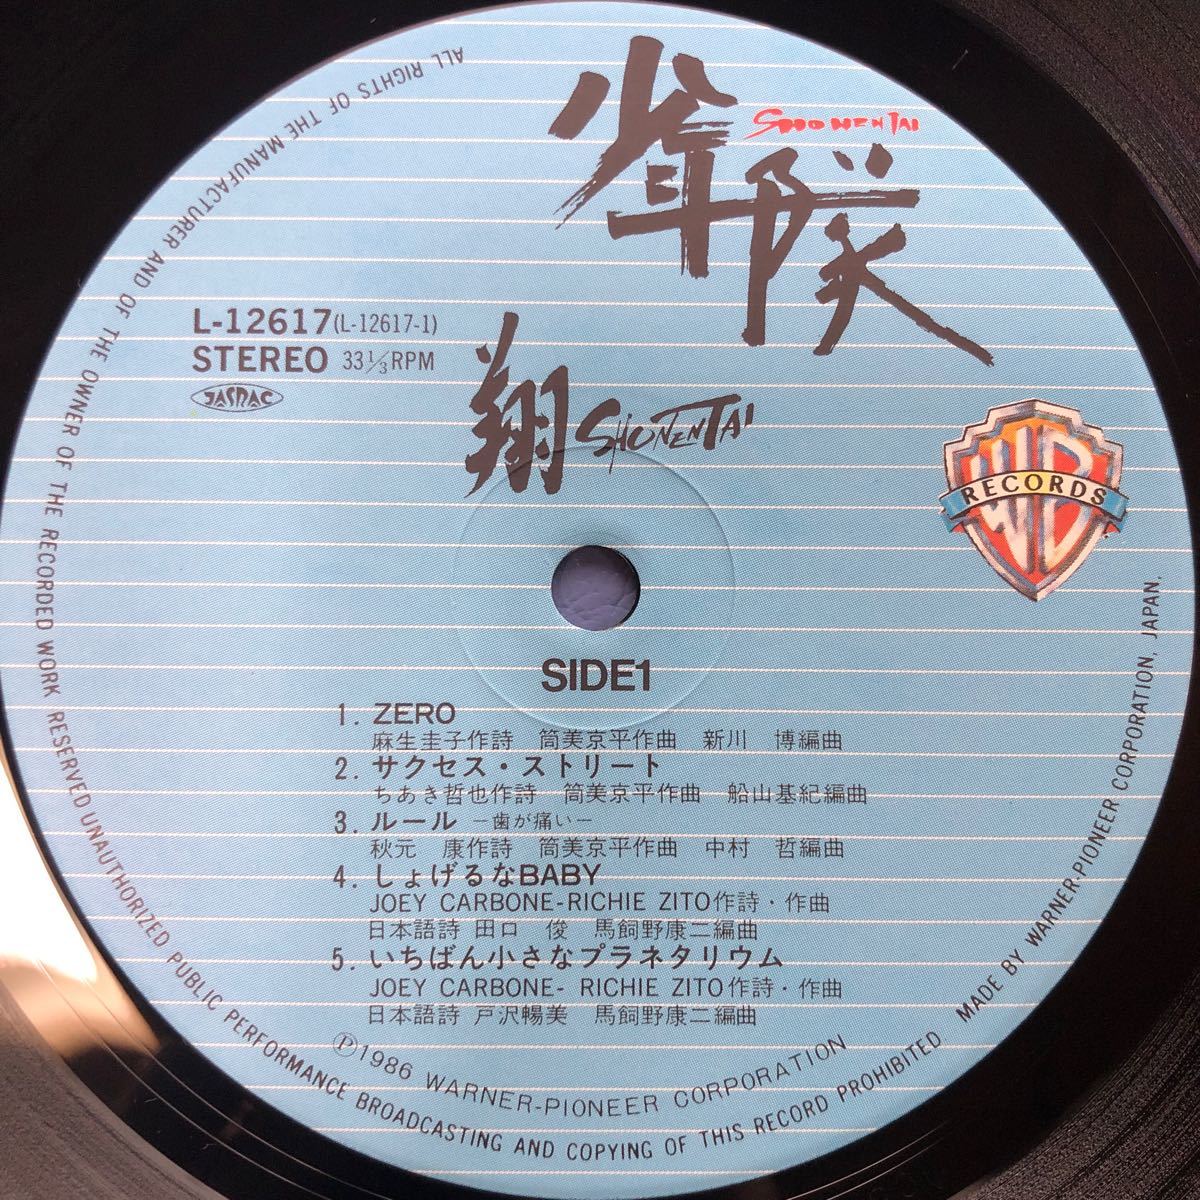 少年隊
SHONENTAI
翔 SHONENTAI
L-12617(L-12617-1)
STEREO 33 1/3 RPM
JASRAC
WB
RECORDS
SIDE1
1. ZERO
麻生圭子作詩 筒美京平作曲 新川 博編曲
2. サクセス・ストリート
ちあき哲也作詩 筒美京平作曲 船山基紀編曲
3. ルール －歯が痛い－
秋元 康作詩 筒美京平作曲 中村 哲編曲
4. しょげるなBABY
JOEY CARBONE-RICHIE ZITO作詩・作曲
日本語詩 田口 俊 馬飼野康二編曲
5. いちばん小さなプラネタリウム
JOEY CARBONE- RICHIE ZITO作詩・作曲
日本語詩 戸沢暢美 馬飼野康二編曲
Ⓟ1986 WARNER-PIONEER CORPORATION
ALL RIGHTS OF THE MANUFACTURER AND OF THE OWNER OF THE RECORDED WORK RESERVED UNAUTHORIZED PUBLIC PERFORMANCE BROADCASTING AND COPYING OF THIS RECORD PROHIBITED MADE BY WARNER-PIONEER CORPORATION, JAPAN.